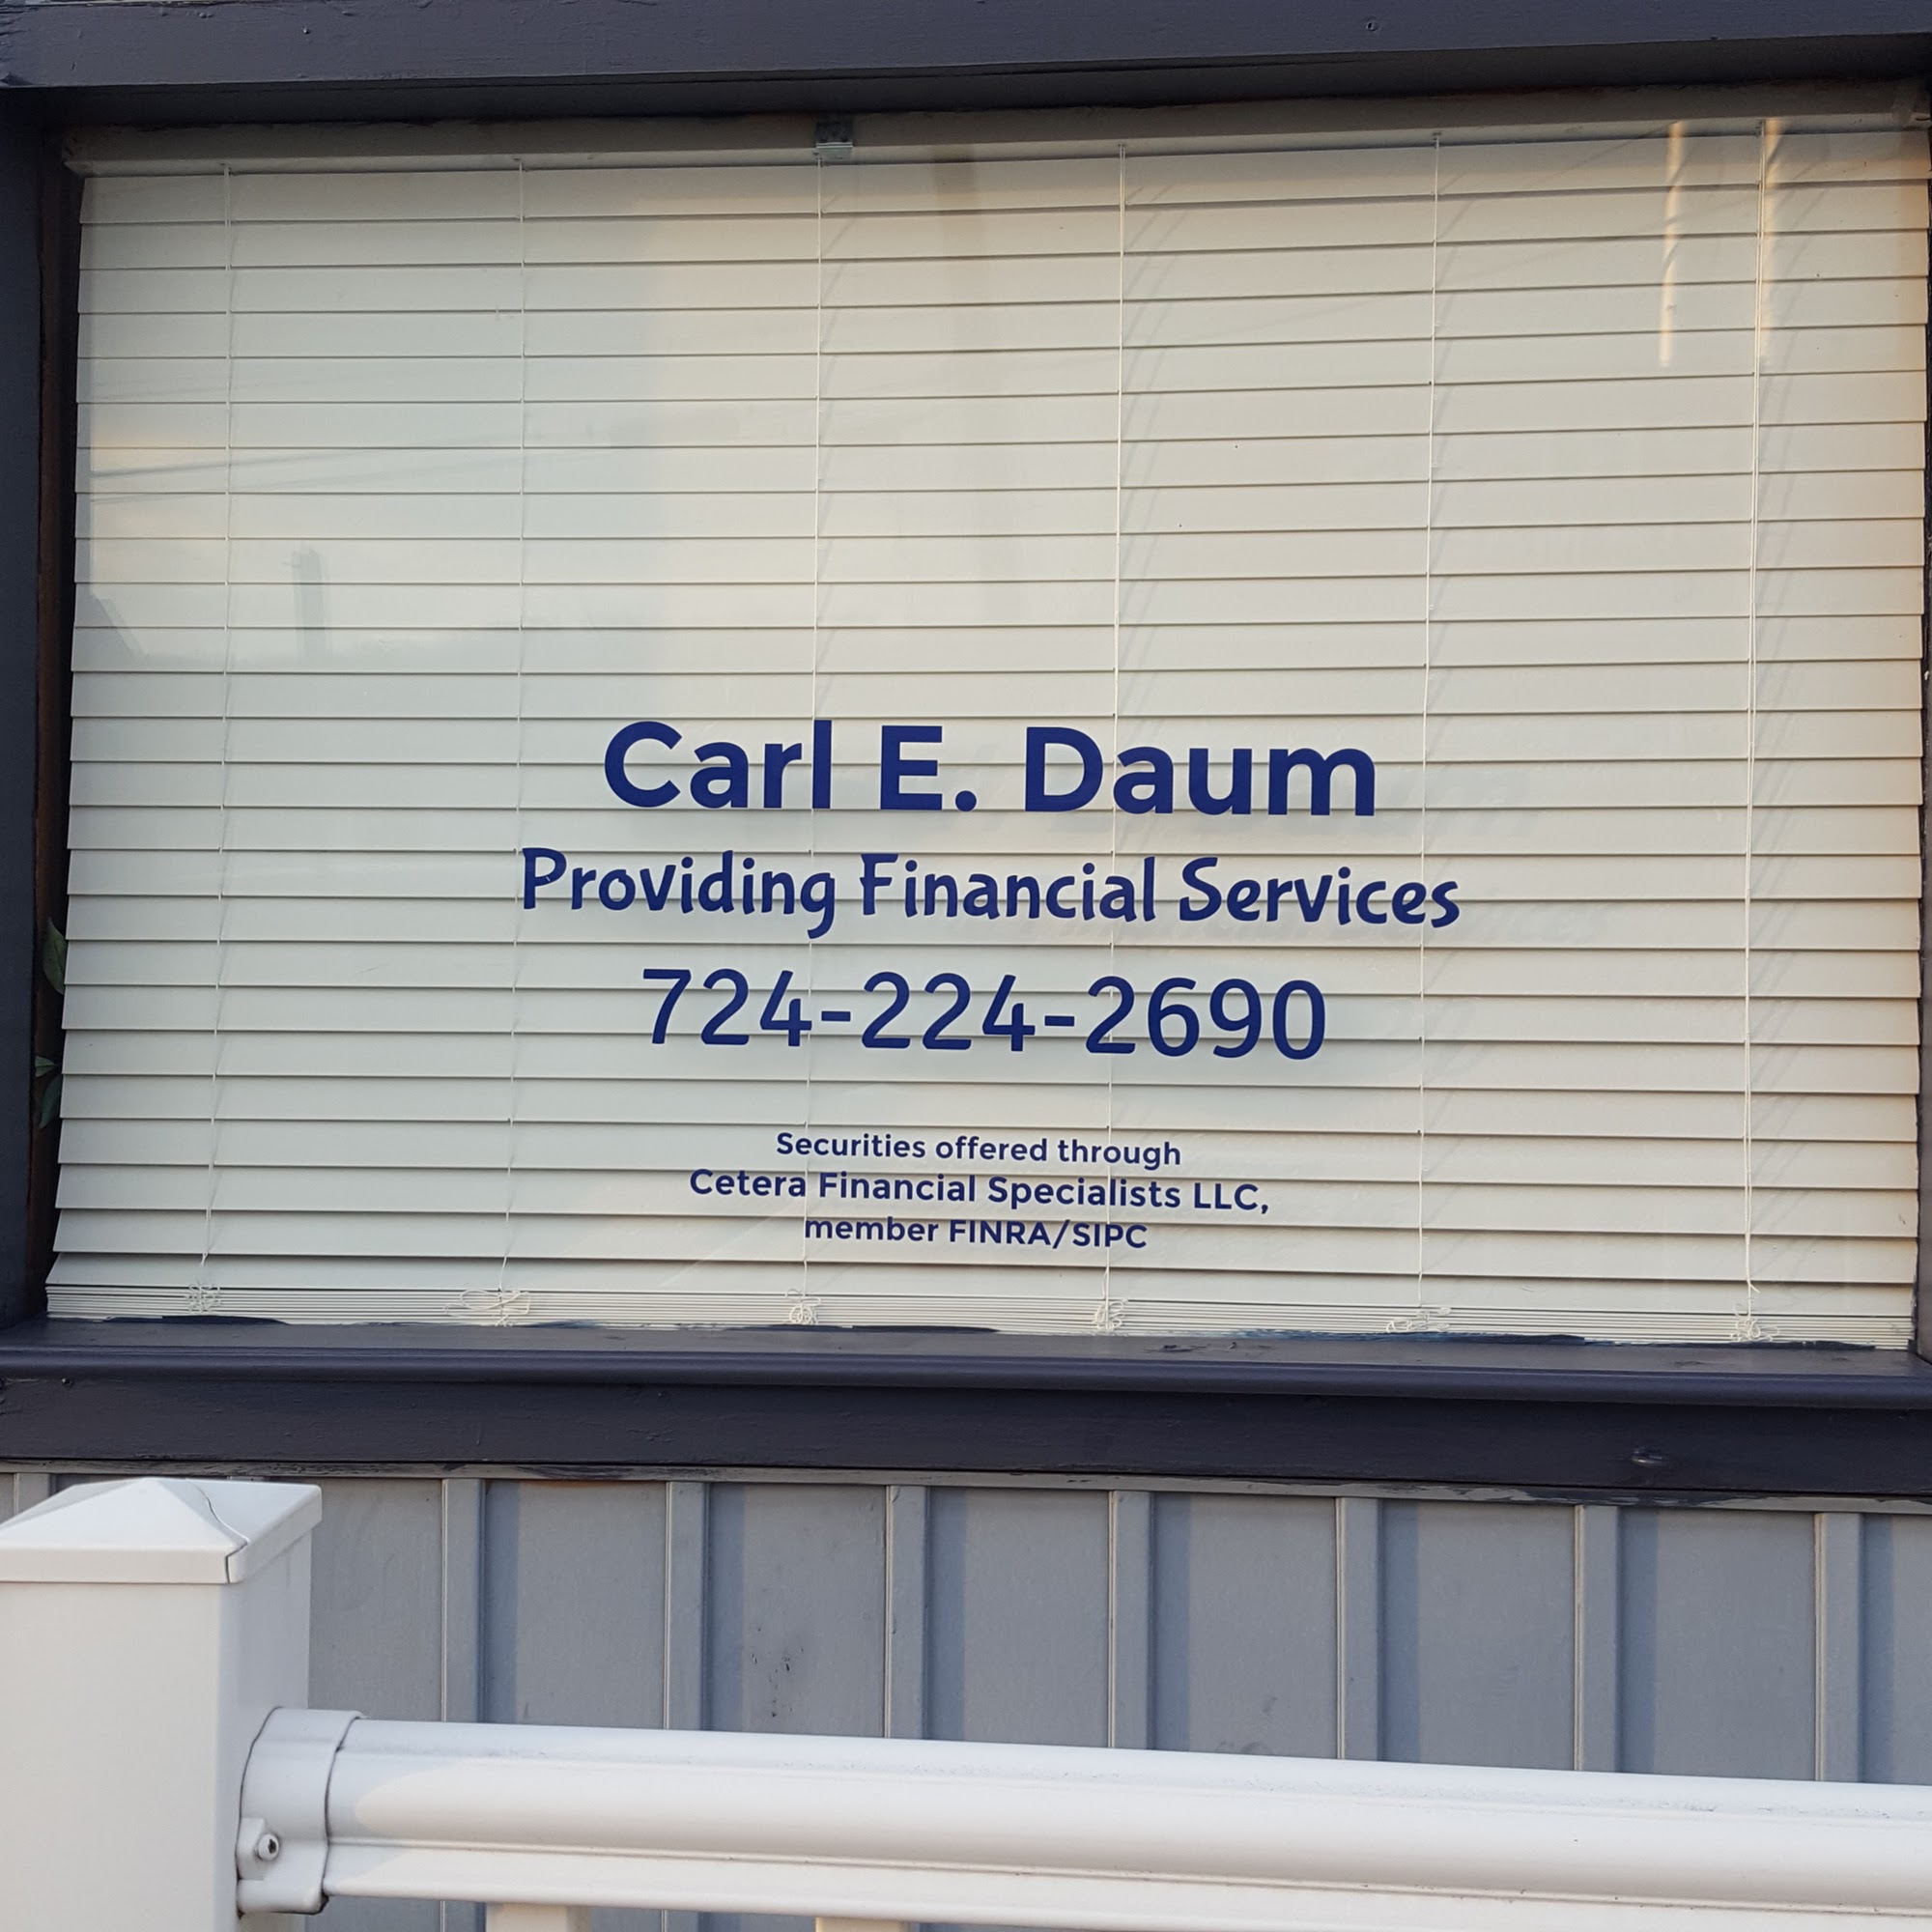 Carl E. Daum
Providing Financial Services
724-224-2690
Securities offered through
Cetera Financial Specialists LLC,
member FINRA/SIPC